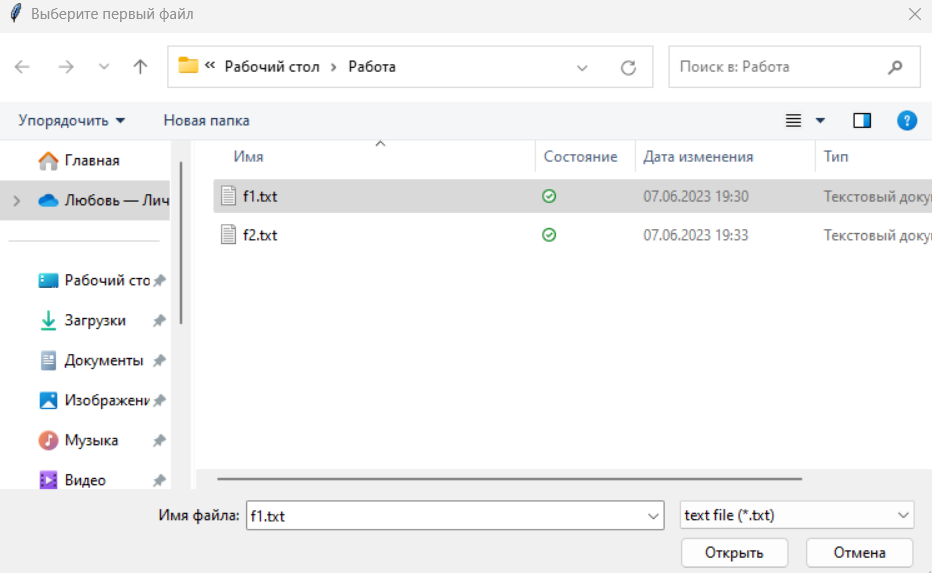 Выберите первый файл
« Рабочий стол › Работа
Поиск в: Работа
Упорядочить
Новая папка
?
Имя
Состояние
Дата изменения
Тип
Главная
Любовь — Лич
Рабочий сто
Загрузки
Документы
Изображени
Музыка
Видео
f1.txt 07.06.2023 19:30 Текстовый доку
f2.txt 07.06.2023 19:33 Текстовый доку
Имя файла: f1.txt
text file (*.txt)
Открыть
Отмена